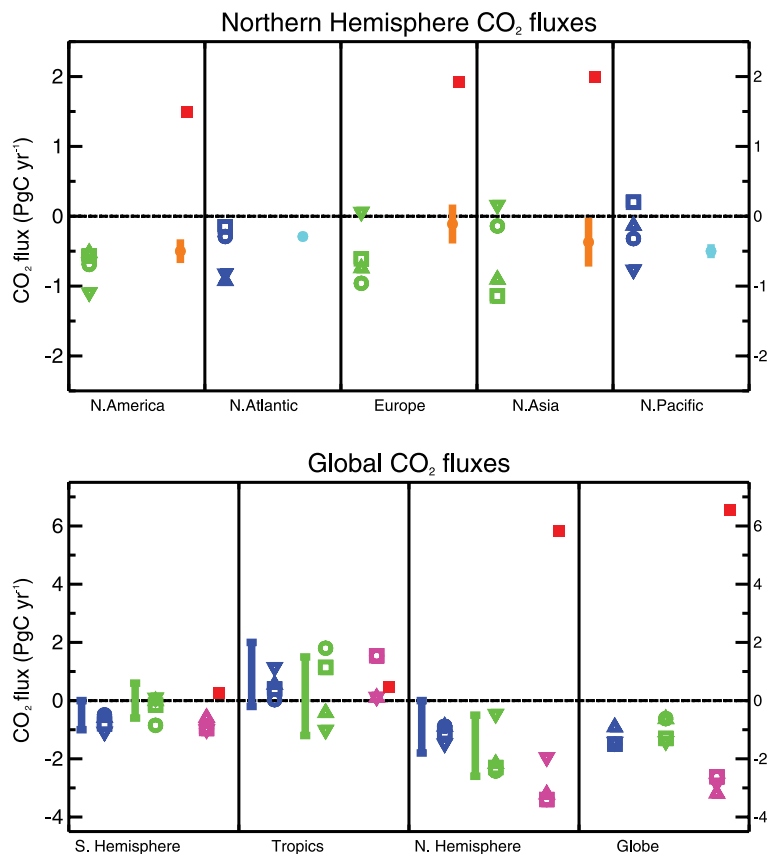 Northern Hemisphere CO₂ fluxes
CO₂ flux (PgC yr⁻¹)
2
1
0
-1
-2
2
1
0
-1
-2
N.America
N.Atlantic
Europe
N.Asia
N.Pacific
Global CO₂ fluxes
CO₂ flux (PgC yr⁻¹)
6
4
2
0
-2
-4
6
4
2
0
-2
-4
S. Hemisphere
Tropics
N. Hemisphere
Globe